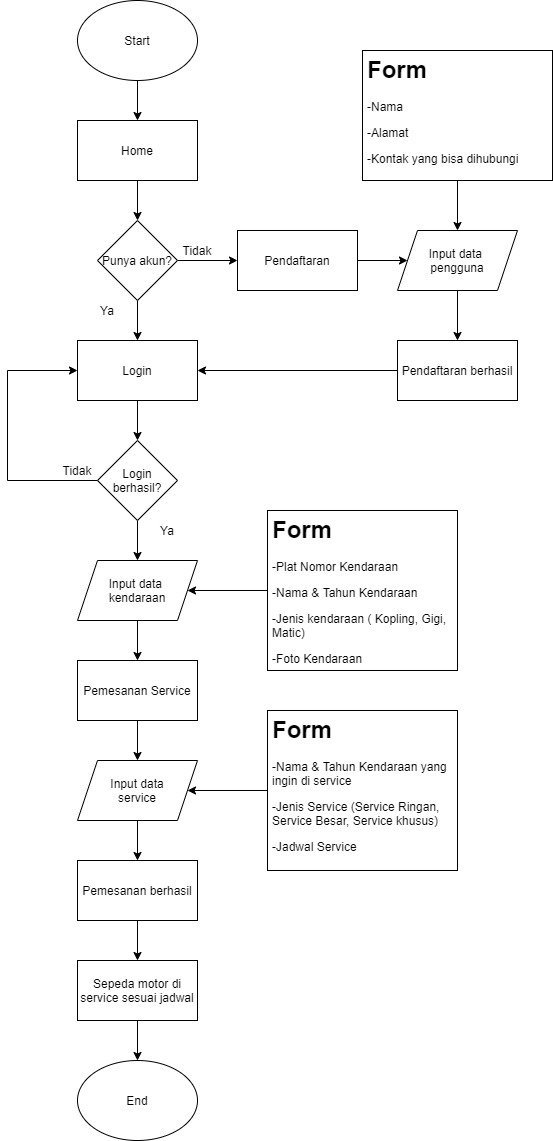 Start
Home
Form
-Nama
-Alamat
-Kontak yang bisa dihubungi
Punya akun?
Tidak
Pendaftaran
Input data
pengguna
Ya
Login
Pendaftaran berhasil
Tidak
Login
berhasil?
Ya
Input data
kendaraan
Form
-Plat Nomor Kendaraan
-Nama & Tahun Kendaraan
-Jenis kendaraan ( Kopling, Gigi,
Matic)
-Foto Kendaraan
Pemesanan Service
Input data
service
Form
-Nama & Tahun Kendaraan yang
ingin di service
-Jenis Service (Service Ringan,
Service Besar, Service khusus)
-Jadwal Service
Pemesanan berhasil
Sepeda motor di
service sesuai jadwal
End